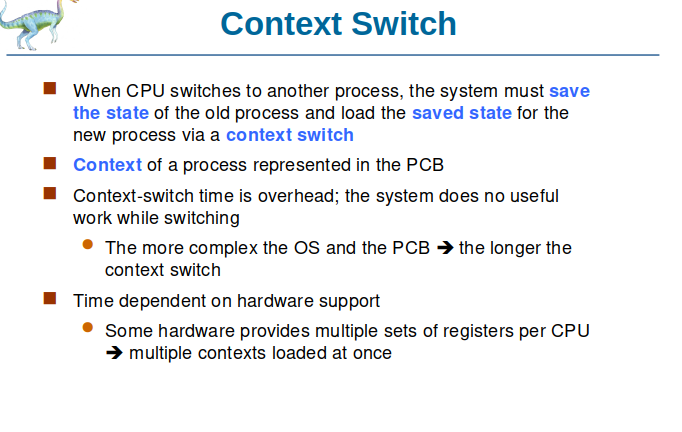 Context Switch
When CPU switches to another process, the system must save
the state of the old process and load the saved state for the
new process via a context switch
Context of a process represented in the PCB
Context-switch time is overhead; the system does no useful
work while switching
The more complex the OS and the PCB ➔ the longer the
context switch
Time dependent on hardware support
Some hardware provides multiple sets of registers per CPU
➔ multiple contexts loaded at once